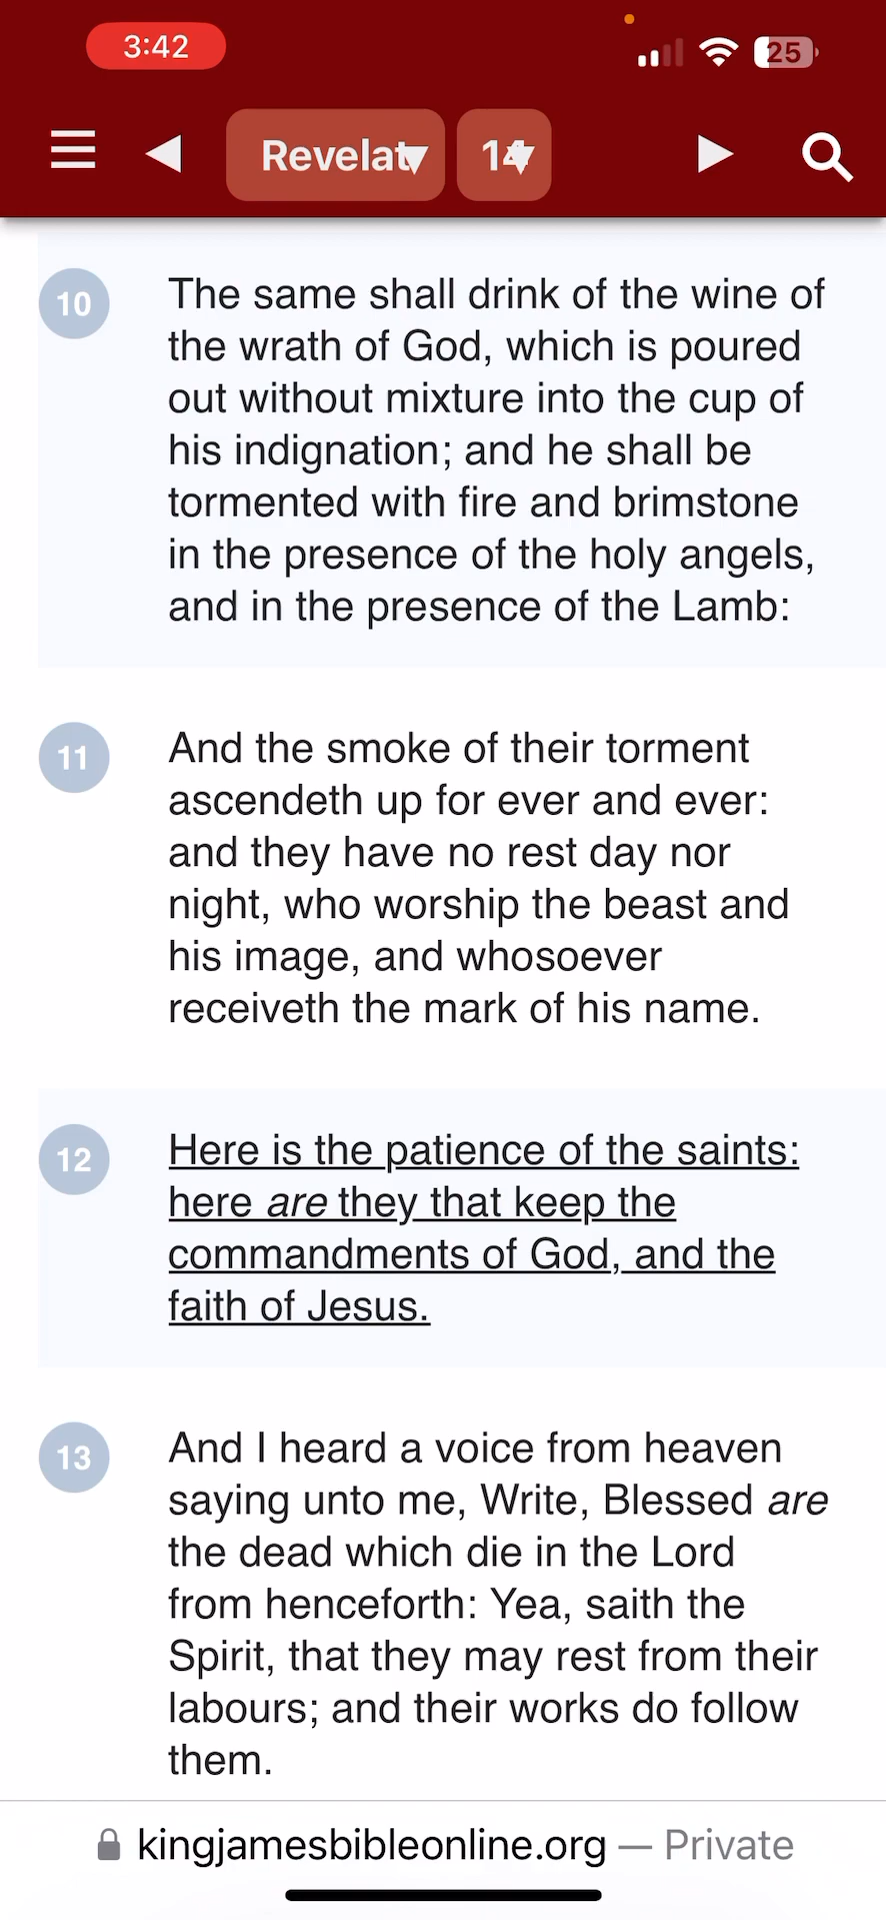 3:42
25
Revelat
14
10 The same shall drink of the wine of
the wrath of God, which is poured
out without mixture into the cup of
his indignation; and he shall be
tormented with fire and brimstone
in the presence of the holy angels,
and in the presence of the Lamb:
11 And the smoke of their torment
ascendeth up for ever and ever:
and they have no rest day nor
night, who worship the beast and
his image, and whosoever
receiveth the mark of his name.
12 Here is the patience of the saints:
here are they that keep the
commandments of God, and the
faith of Jesus.
13 And I heard a voice from heaven
saying unto me, Write, Blessed are
the dead which die in the Lord
from henceforth: Yea, saith the
Spirit, that they may rest from their
labours; and their works do follow
them.
kingjamesbibleonline.org — Private